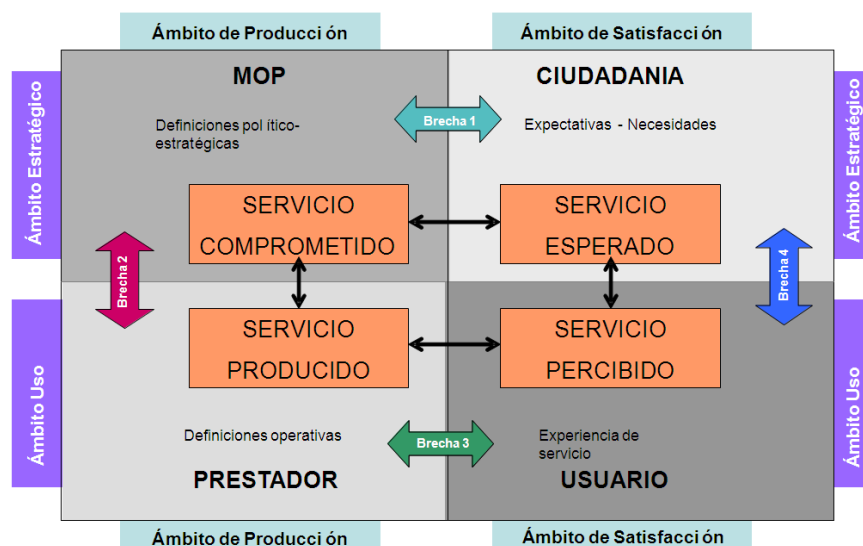 Ámbito de Producci ón
Ámbito de Satisfacci ón
MOP
CIUDADANIA
Ámbito Estratégico
Ámbito Estratégico
Definiciones pol ítico-
estratégicas
Brecha 1
Expectativas - Necesidades
SERVICIO
COMPROMETIDO
SERVICIO
ESPERADO
Brecha 2
Brecha 4
SERVICIO
PRODUCIDO
SERVICIO
PERCIBIDO
Ámbito Uso
Ámbito Uso
Definiciones operativas
Brecha 3
Experiencia de
servicio
PRESTADOR
USUARIO
Ámbito de Producci ón
Ámbito de Satisfacci ón